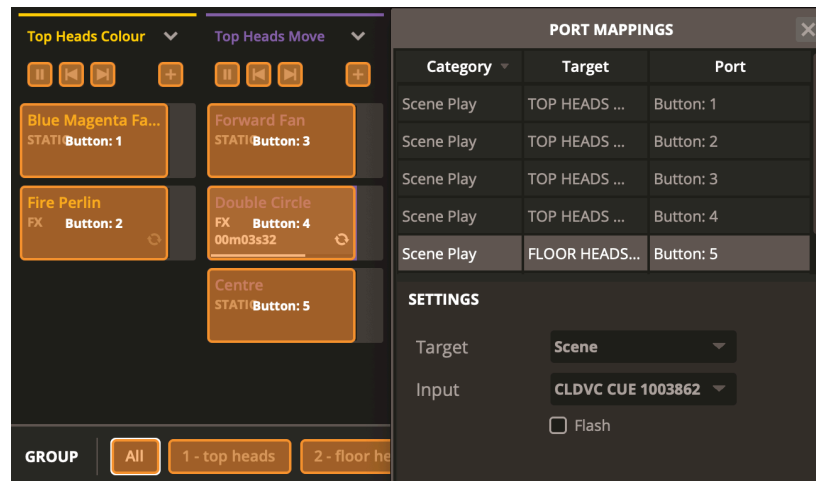 Top Heads Colour
Top Heads Move
Blue Magenta Fa...
STATIC Button: 1
Fire Perlin
FX Button: 2
Forward Fan
STATIC Button: 3
Double Circle
FX Button: 4
00m03s32
Centre
STATIC Button: 5
GROUP All 1 - top heads 2 - floor he
PORT MAPPINGS
Category Target Port
Scene Play TOP HEADS ... Button: 1
Scene Play TOP HEADS ... Button: 2
Scene Play TOP HEADS ... Button: 3
Scene Play TOP HEADS ... Button: 4
Scene Play FLOOR HEADS... Button: 5
SETTINGS
Target Scene
Input CLDVC CUE 1003862
Flash